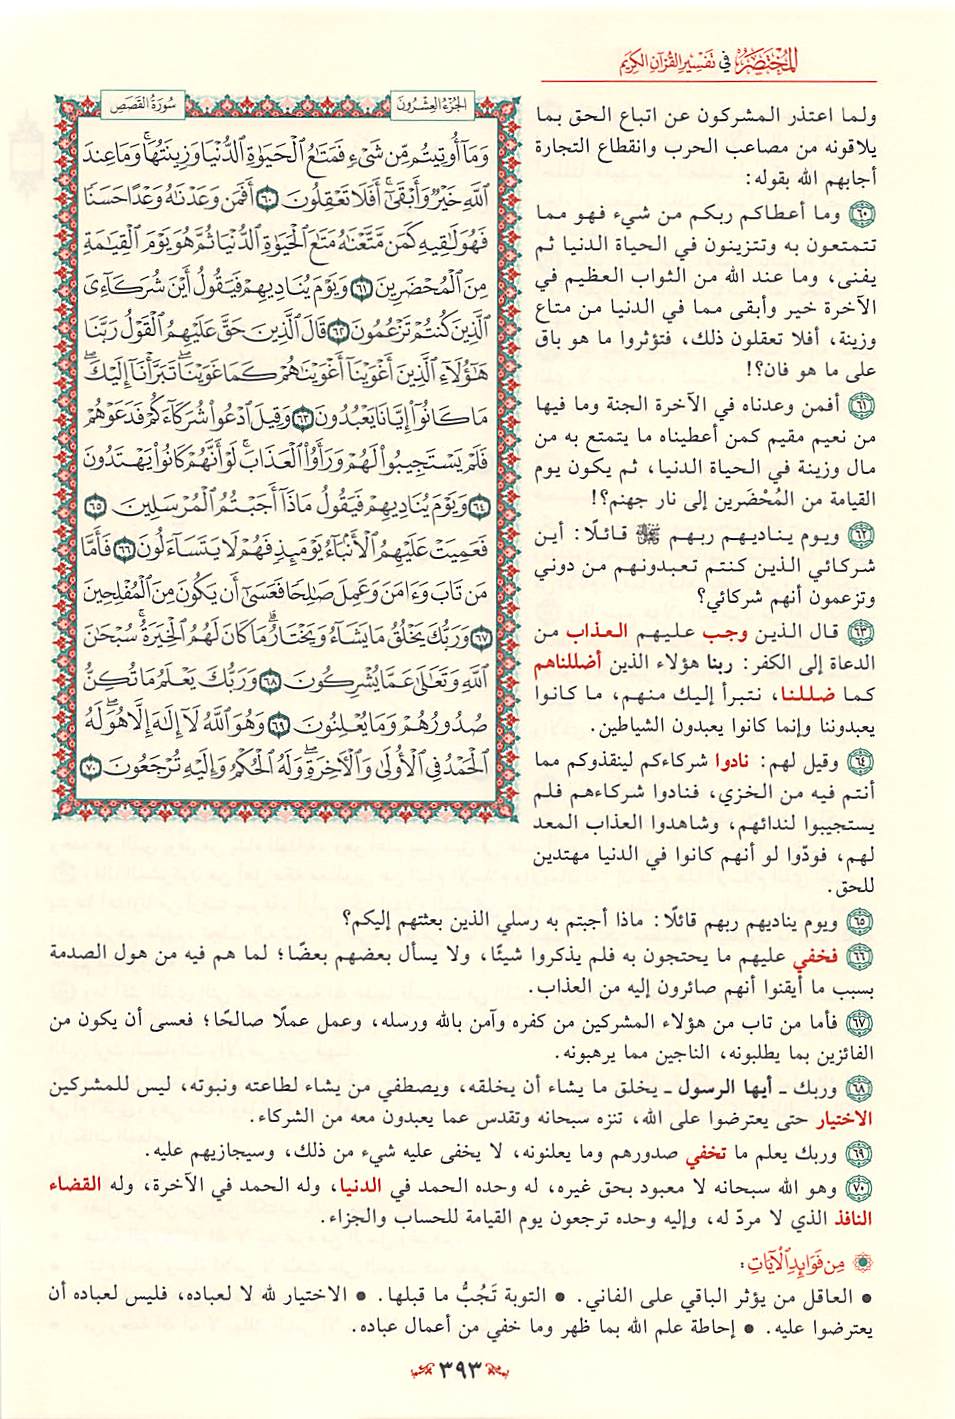 المختصر في تفسير القرآن الكريم
الجزء العشرون
سورة القصص
وَمَآ أُوتِيتُم مِّن شَىْءٍ فَمَتَـٰعُ ٱلْحَيَوٰةِ ٱلدُّنْيَا وَزِينَتُهَا ۚ وَمَا عِندَ
ٱللَّهِ خَيْرٌ وَأَبْقَىٰٓ ۚ أَفَلَا تَعْقِلُونَ ٦٠ أَفَمَن وَعَدْنَـٰهُ وَعْدًا حَسَنًا
فَهُوَ لَـٰقِيهِ كَمَن مَّتَّعْنَـٰهُ مَتَـٰعَ ٱلْحَيَوٰةِ ٱلدُّنْيَا ثُمَّ هُوَ يَوْمَ ٱلْقِيَـٰمَةِ
مِنَ ٱلْمُحْضَرِينَ ٦١ وَيَوْمَ يُنَادِيهِمْ فَيَقُولُ أَيْنَ شُرَكَآءِىَ
ٱلَّذِينَ كُنتُمْ تَزْعُمُونَ ٦٢ قَالَ ٱلَّذِينَ حَقَّ عَلَيْهِمُ ٱلْقَوْلُ رَبَّنَا
هَـٰٓؤُلَآءِ ٱلَّذِينَ أَغْوَيْنَآ أَغْوَيْنَـٰهُمْ كَمَا غَوَيْنَا ۖ تَبَرَّأْنَآ إِلَيْكَ ۖ
مَا كَانُوٓا۟ إِيَّانَا يَعْبُدُونَ ٦٣ وَقِيلَ ٱدْعُوا۟ شُرَكَآءَكُمْ فَدَعَوْهُمْ
فَلَمْ يَسْتَجِيبُوا۟ لَهُمْ وَرَأَوُا۟ ٱلْعَذَابَ ۚ لَوْ أَنَّهُمْ كَانُوا۟ يَهْتَدُونَ
٦٤ وَيَوْمَ يُنَادِيهِمْ فَيَقُولُ مَاذَآ أَجَبْتُمُ ٱلْمُرْسَلِينَ ٦٥
فَعَمِيَتْ عَلَيْهِمُ ٱلْأَنۢبَآءُ يَوْمَئِذٍ فَهُمْ لَا يَتَسَآءَلُونَ ٦٦ فَأَمَّا
مَن تَابَ وَءَامَنَ وَعَمِلَ صَـٰلِحًا فَعَسَىٰٓ أَن يَكُونَ مِنَ ٱلْمُفْلِحِينَ
٦٧ وَرَبُّكَ يَخْلُقُ مَا يَشَآءُ وَيَخْتَارُ ۗ مَا كَانَ لَهُمُ ٱلْخِيَرَةُ ۚ سُبْحَـٰنَ
ٱللَّهِ وَتَعَـٰلَىٰ عَمَّا يُشْرِكُونَ ٦٨ وَرَبُّكَ يَعْلَمُ مَا تُكِنُّ
صُدُورُهُمْ وَمَا يُعْلِنُونَ ٦٩ وَهُوَ ٱللَّهُ لَآ إِلَـٰهَ إِلَّا هُوَ ۖ لَهُ
ٱلْحَمْدُ فِى ٱلْأُولَىٰ وَٱلْـَٔاخِرَةِ ۖ وَلَهُ ٱلْحُكْمُ وَإِلَيْهِ تُرْجَعُونَ ٧٠
ولما اعتذر المشركون عن اتباع الحق بما
يلاقونه من مصاعب الحرب وانقطاع التجارة
أجابهم الله بقوله:
٦٠ وما أعطاكم ربكم من شيء فهو مما
تتمتعون به وتتزينون في الحياة الدنيا ثم
يفنى، وما عند الله من الثواب العظيم في
الآخرة خير وأبقى مما في الدنيا من متاع
وزينة، أفلا تعقلون ذلك، فتؤثروا ما هو باق
على ما هو فان؟!
٦١ أفمن وعدناه في الآخرة الجنة وما فيها
من نعيم مقيم كمن أعطيناه ما يتمتع به من
مال وزينة في الحياة الدنيا، ثم يكون يوم
القيامة من المُحْضَرين إلى نار جهنم؟!
٦٢ ويوم يناديهم ربهم ﷻ قائلًا: أين
شركائي الذين كنتم تعبدونهم من دوني
وتزعمون أنهم شركائي؟
٦٣ قال الذين وجب عليهم العذاب من
الدعاة إلى الكفر: ربنا هؤلاء الذين أضللناهم
كما ضللنا، نتبرأ إليك منهم، ما كانوا
يعبدوننا وإنما كانوا يعبدون الشياطين.
٦٤ وقيل لهم: نادوا شركاءكم لينقذوكم مما
أنتم فيه من الخزي، فنادوا شركاءهم فلم
يستجيبوا لندائهم، وشاهدوا العذاب المعد
لهم، فودّوا لو أنهم كانوا في الدنيا مهتدين
للحق.
٦٥ ويوم يناديهم ربهم قائلًا: ماذا أجبتم به رسلي الذين بعثتهم إليكم؟
٦٦ فخفي عليهم ما يحتجون به فلم يذكروا شيئًا، ولا يسأل بعضهم بعضًا؛ لما هم فيه من هول الصدمة
بسبب ما أيقنوا أنهم صائرون إليه من العذاب.
٦٧ فأما من تاب من هؤلاء المشركين من كفره وآمن بالله ورسله، وعمل عملًا صالحًا؛ فعسى أن يكون من
الفائزين بما يطلبونه، الناجين مما يرهبونه.
٦٨ وربك ـ أيها الرسول ـ يخلق ما يشاء أن يخلقه، ويصطفي من يشاء لطاعته ونبوته، ليس للمشركين
الاختيار حتى يعترضوا على الله، تنزه سبحانه وتقدس عما يعبدون معه من الشركاء.
٦٩ وربك يعلم ما تخفي صدورهم وما يعلنونه، لا يخفى عليه شيء من ذلك، وسيجازيهم عليه.
٧٠ وهو الله سبحانه لا معبود بحق غيره، له وحده الحمد في الدنيا، وله الحمد في الآخرة، وله القضاء
النافذ الذي لا مردّ له، وإليه وحده ترجعون يوم القيامة للحساب والجزاء.
من فوائد الآيات:
• العاقل من يؤثر الباقي على الفاني. • التوبة تَجُبُّ ما قبلها. • الاختيار لله لا لعباده، فليس لعباده أن
يعترضوا عليه. • إحاطة علم الله بما ظهر وما خفي من أعمال عباده.
٣٩٣